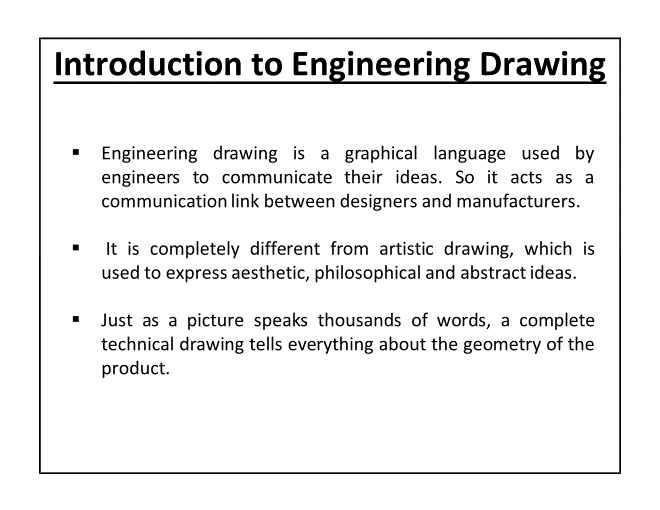 Introduction to Engineering Drawing
▪ Engineering drawing is a graphical language used by
engineers to communicate their ideas. So it acts as a
communication link between designers and manufacturers.
▪ It is completely different from artistic drawing, which is
used to express aesthetic, philosophical and abstract ideas.
▪ Just as a picture speaks thousands of words, a complete
technical drawing tells everything about the geometry of the
product.